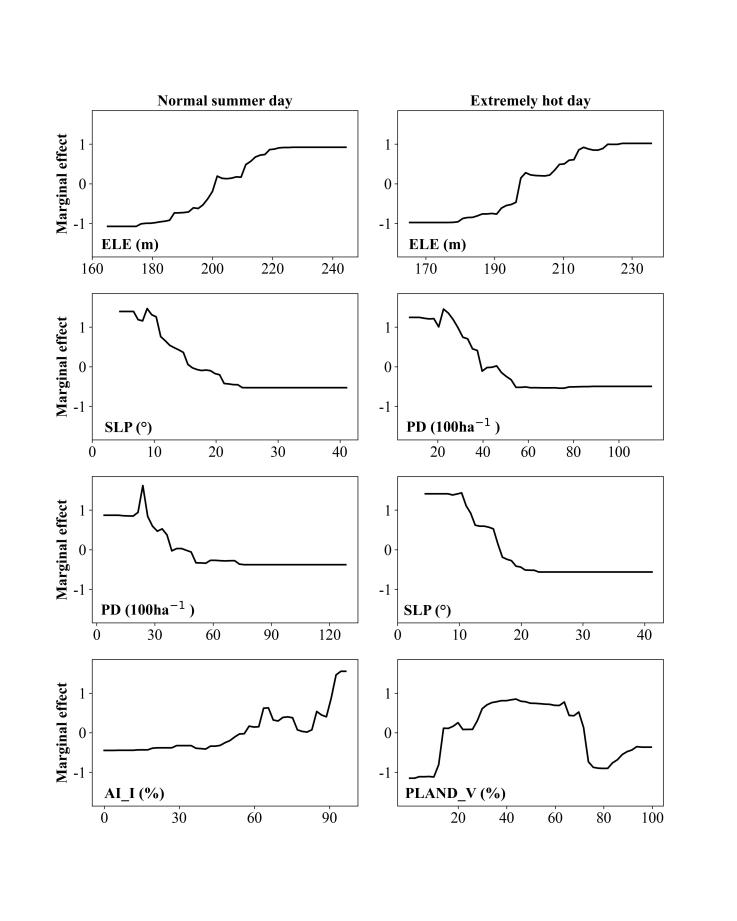 Normal summer day
Extremely hot day
Marginal effect
1
0
-1
ELE (m)
160 180 200 220 240
1
0
-1
ELE (m)
170 190 210 230
Marginal effect
1
0
-1
SLP (°)
0 10 20 30 40
1
0
-1
PD (100ha⁻¹ )
20 40 60 80 100
Marginal effect
1
0
-1
PD (100ha⁻¹ )
0 30 60 90 120
1
0
-1
SLP (°)
0 10 20 30 40
Marginal effect
1
0
-1
AI_I (%)
0 30 60 90
1
0
-1
PLAND_V (%)
20 40 60 80 100